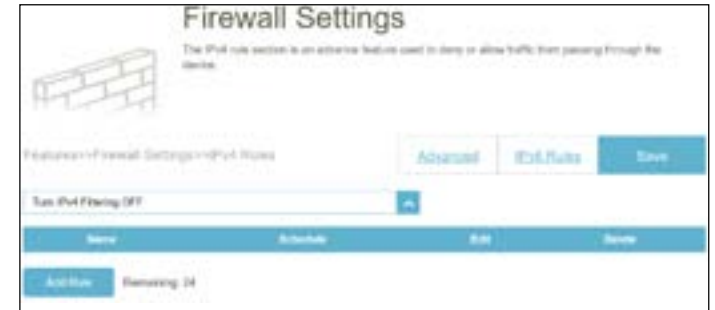 Firewall Settings
The IPv4 rule section is an advance feature used to deny or allow traffic from passing through the
device.
Features>>Firewall Settings>>IPv4 Rules
Advanced
IPv6 Rules
Save
Turn IPv4 Filtering OFF
Name Schedule Edit Delete
Add Rule
Remaining: 24